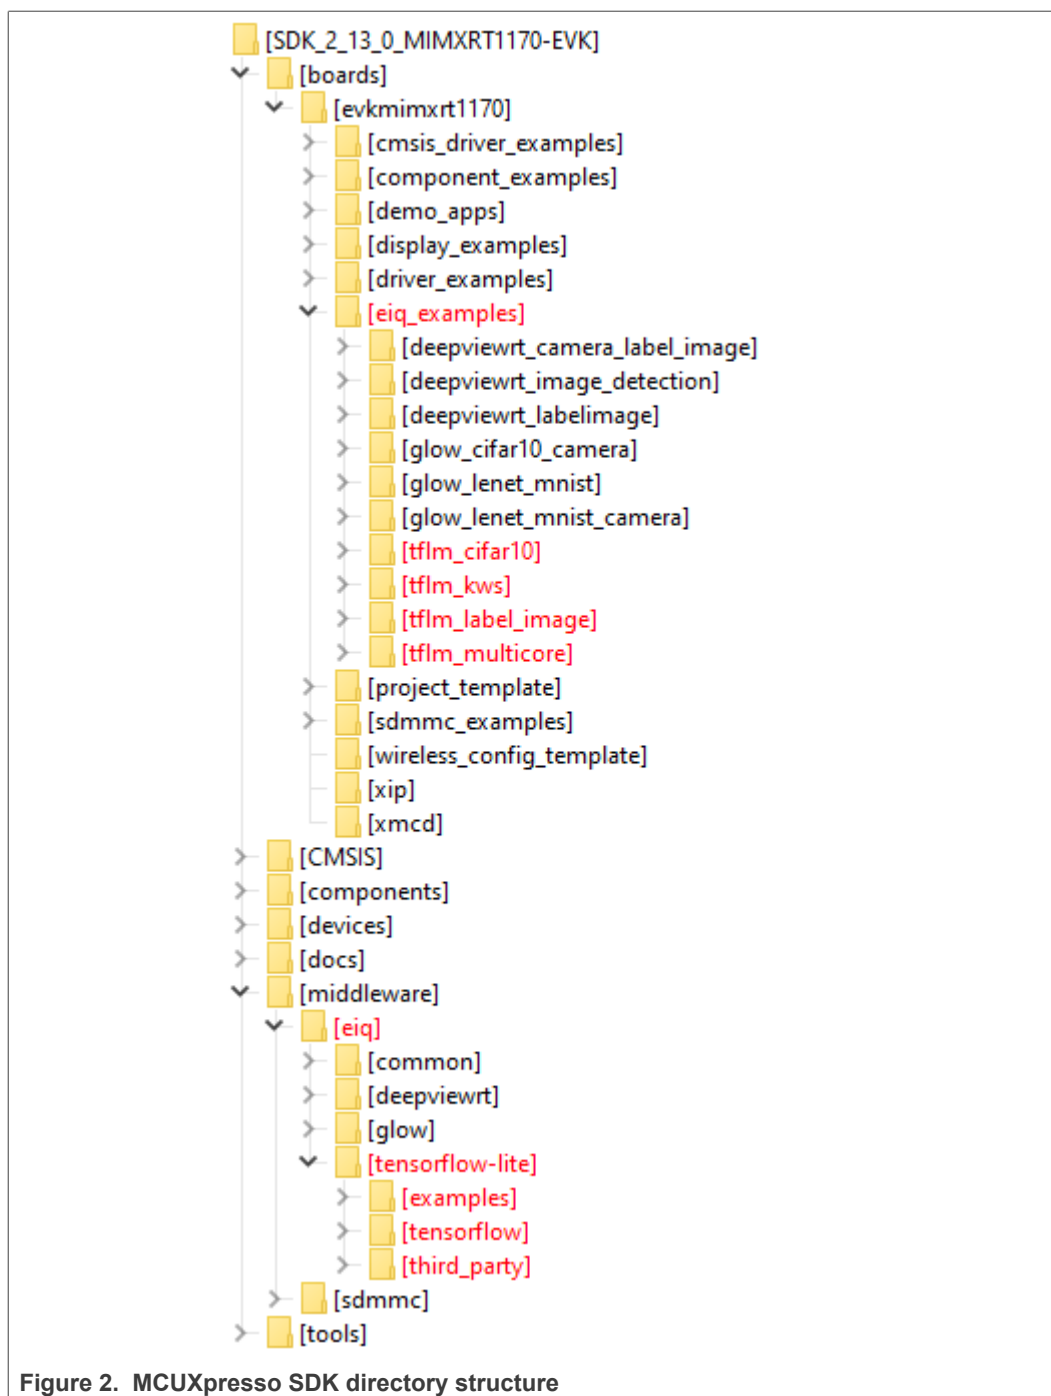 [SDK_2_13_0_MIMXRT1170-EVK]
[boards]
[evkmimxrt1170]
[cmsis_driver_examples]
[component_examples]
[demo_apps]
[display_examples]
[driver_examples]
[eiq_examples]
[deepviewrt_camera_label_image]
[deepviewrt_image_detection]
[deepviewrt_labelimage]
[glow_cifar10_camera]
[glow_lenet_mnist]
[glow_lenet_mnist_camera]
[tflm_cifar10]
[tflm_kws]
[tflm_label_image]
[tflm_multicore]
[project_template]
[sdmmc_examples]
[wireless_config_template]
[xip]
[xmcd]
[CMSIS]
[components]
[devices]
[docs]
[middleware]
[eiq]
[common]
[deepviewrt]
[glow]
[tensorflow-lite]
[examples]
[tensorflow]
[third_party]
[sdmmc]
[tools]
Figure 2. MCUXpresso SDK directory structure